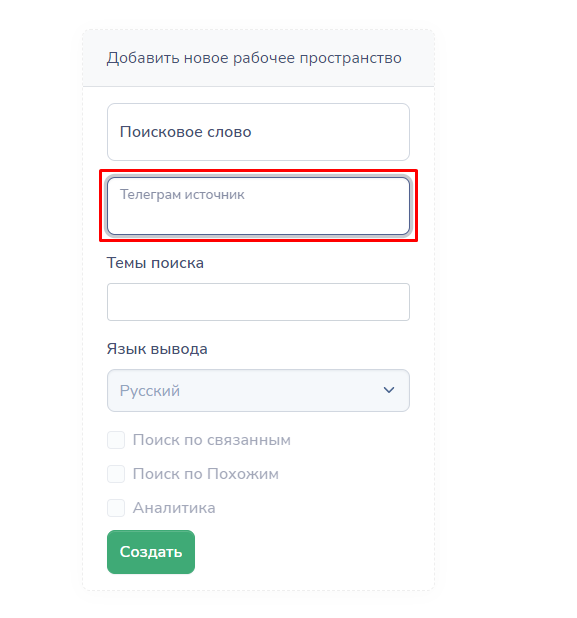 Добавить новое рабочее пространство
Поисковое слово
Телеграм источник
Темы поиска
Язык вывода
Русский
Поиск по связанным
Поиск по Похожим
Аналитика
Создать